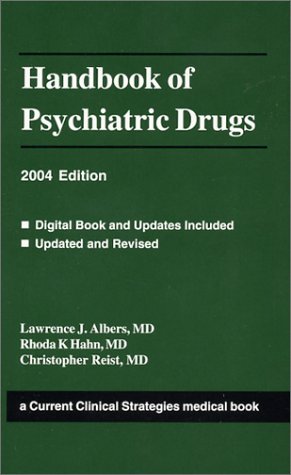 Handbook of
Psychiatric Drugs
2004 Edition
■ Digital Book and Updates Included
■ Updated and Revised
Lawrence J. Albers, MD
Rhoda K Hahn, MD
Christopher Reist, MD
a Current Clinical Strategies medical book